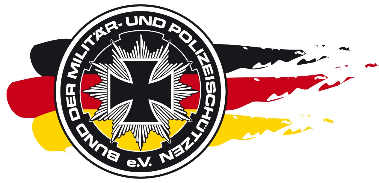 BUND DER MILITÄR- UND POLIZEISCHÜTZEN
e.V.